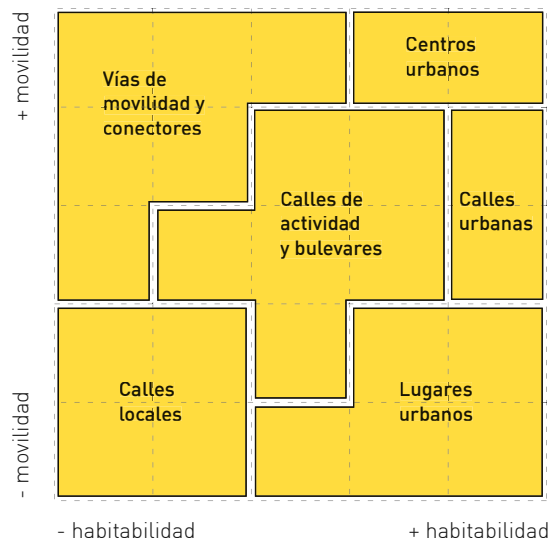 + movilidad
Centros
urbanos
Vías de
movilidad y
conectores
Calles de
actividad
y bulevares
Calles
urbanas
Calles
locales
Lugares
urbanos
- movilidad
- habitabilidad
+ habitabilidad